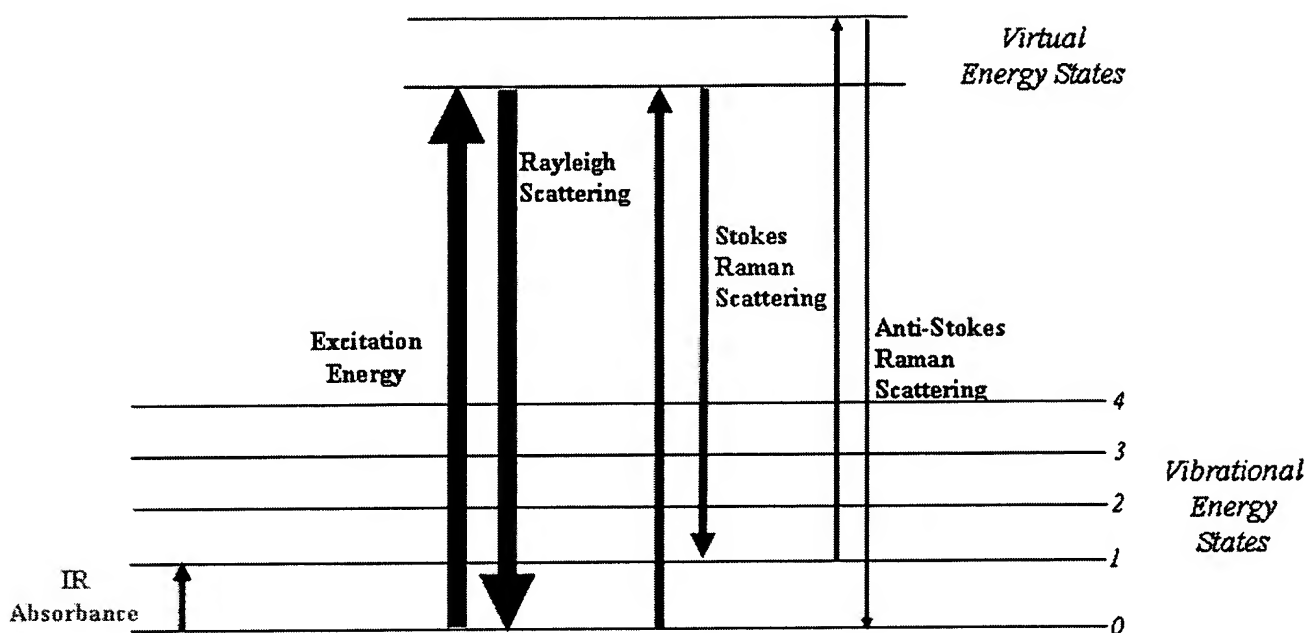 Virtual
Energy States
Rayleigh
Scattering
Stokes
Raman
Scattering
Excitation
Energy
Anti-Stokes
Raman
Scattering
4
3
2
1
0
Vibrational
Energy
States
IR
Absorbance